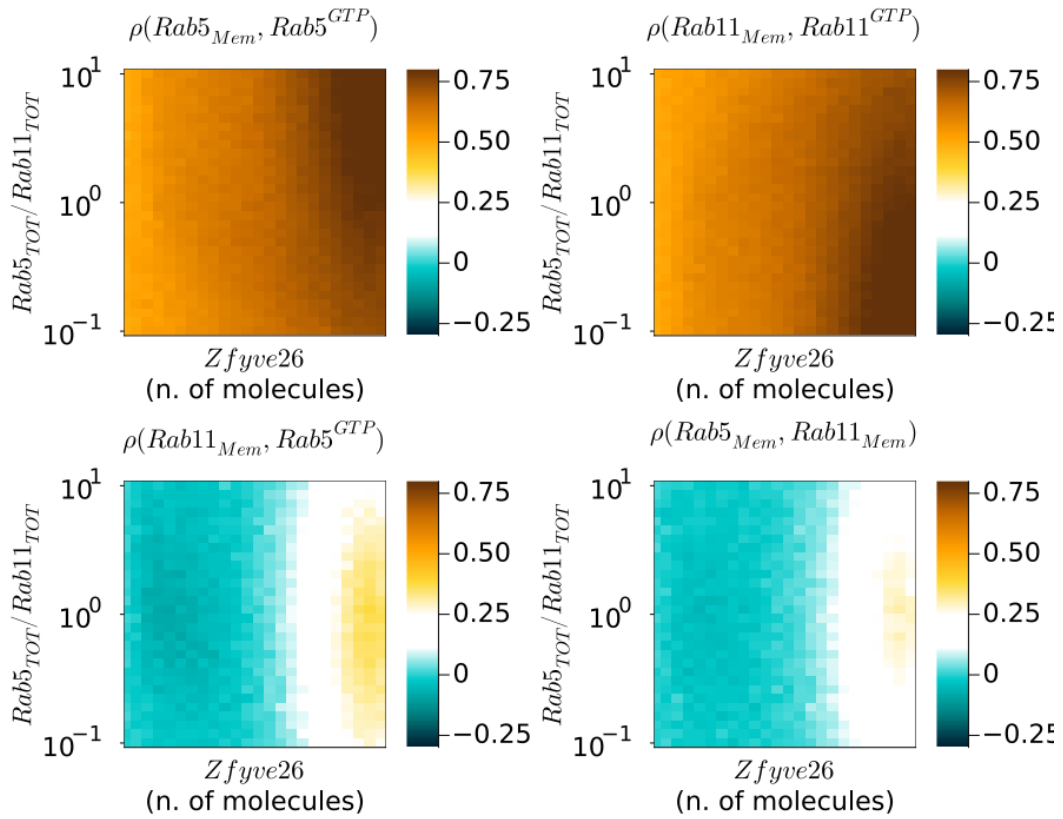 ρ(Rab5_Mem, Rab5^GTP)
10^1
10^0
10^-1
Rab5_TOT/Rab11_TOT
0.75
0.50
0.25
0
−0.25
Zfyve26
(n. of molecules)
ρ(Rab11_Mem, Rab11^GTP)
10^1
10^0
10^-1
Rab5_TOT/Rab11_TOT
0.75
0.50
0.25
0
−0.25
Zfyve26
(n. of molecules)
ρ(Rab11_Mem, Rab5^GTP)
10^1
10^0
10^-1
Rab5_TOT/Rab11_TOT
0.75
0.50
0.25
0
−0.25
Zfyve26
(n. of molecules)
ρ(Rab5_Mem, Rab11_Mem)
10^1
10^0
10^-1
Rab5_TOT/Rab11_TOT
0.75
0.50
0.25
0
−0.25
Zfyve26
(n. of molecules)